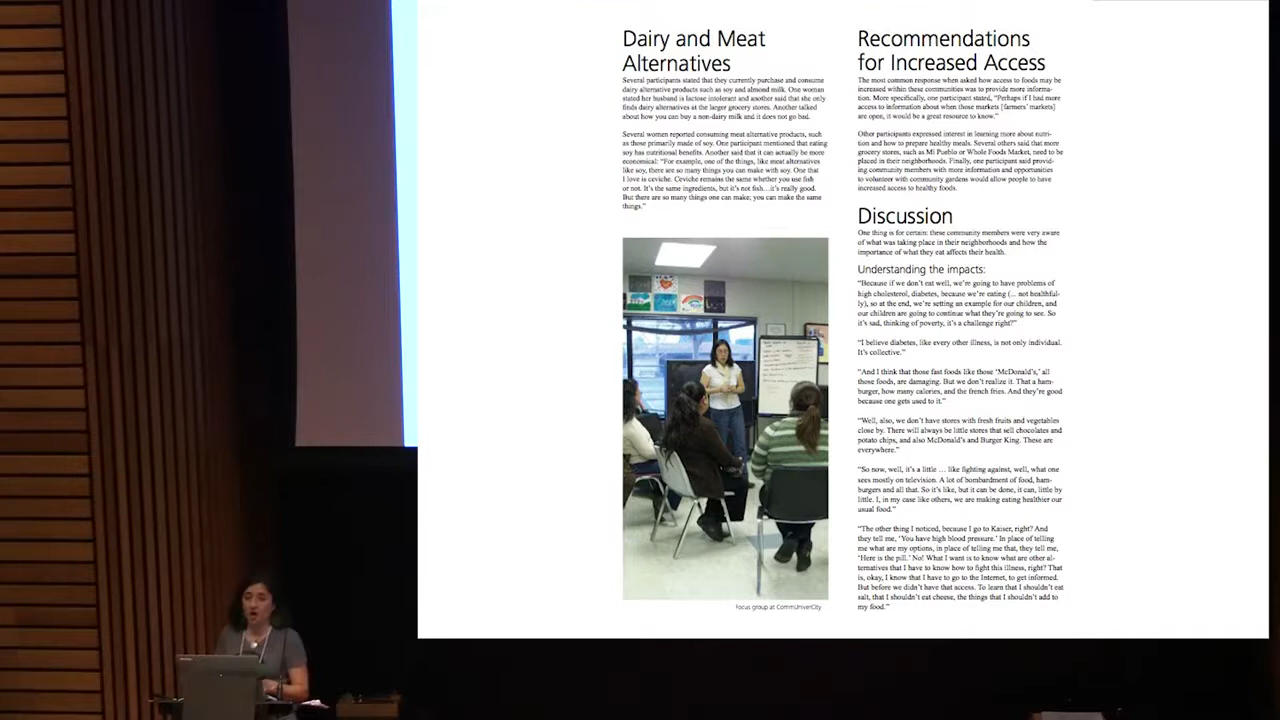 Dairy and Meat
Alternatives
Several participants stated that they currently purchase and consume
dairy alternative products such as soy and almond milk. One woman
stated her husband is lactose intolerant and another said that she only
finds dairy alternatives at the larger grocery stores. Another talked
about how you can buy a non-dairy milk and it does not go bad.
Several women reported consuming meat alternative products, such
as those primarily made of soy. One participant mentioned that eating
soy has nutritional benefits. Another said that it can actually be more
economical: “For example, one of the things, like meat alternatives
like soy, there are so many things you can make with soy. One that
I love is ceviche. Ceviche remains the same whether you use fish
or not. It’s the same ingredients, but it’s not fish…it’s really good.
But there are so many things one can make; you can make the same
things.”
Focus group at CommUniverCity
Recommendations
for Increased Access
The most common response when asked how access to foods may be
increased within these communities was to provide more informa-
tion. More specifically, one participant stated, “Perhaps if I had more
access to information about when those markets [farmers’ markets]
are open, it would be a great resource to know.”
Other participants expressed interest in learning more about nutri-
tion and how to prepare healthy meals. Several others said that more
grocery stores, such as Mi Pueblo or Whole Foods Market, need to be
placed in their neighborhoods. Finally, one participant said provid-
ing community members with more information and opportunities
to volunteer with community gardens would allow people to have
increased access to healthy foods.
Discussion
One thing is for certain: these community members were very aware
of what was taking place in their neighborhoods and how the
importance of what they eat affects their health.
Understanding the impacts:
“Because if we don’t eat well, we’re going to have problems of
high cholesterol, diabetes, because we’re eating (... not healthful-
ly), so at the end, we’re setting an example for our children, and
our children are going to continue what they’re going to see. So
it’s sad, thinking of poverty, it’s a challenge right?”
“I believe diabetes, like every other illness, is not only individual.
It’s collective.”
“And I think that those fast foods like those ‘McDonald’s,’ all
those foods, are damaging. But we don’t realize it. That a ham-
burger, how many calories, and the french fries. And they’re good
because one gets used to it.”
“Well, also, we don’t have stores with fresh fruits and vegetables
close by. There will always be little stores that sell chocolates and
potato chips, and also McDonald’s and Burger King. These are
everywhere.”
“So now, well, it’s a little … like fighting against, well, what one
sees mostly on television. A lot of bombardment of food, ham-
burgers and all that. So it’s like, but it can be done, it can, little by
little. I, in my case like others, we are making eating healthier our
usual food.”
“The other thing I noticed, because I go to Kaiser, right? And
they tell me, ‘You have high blood pressure.’ In place of telling
me what are my options, in place of telling me that, they tell me,
‘Here is the pill.’ No! What I want is to know what are other al-
ternatives that I have to know how to fight this illness, right? That
is, okay, I know that I have to go to the Internet, to get informed.
But before we didn’t have that access. To learn that I shouldn’t eat
salt, that I shouldn’t eat cheese, the things that I shouldn’t add to
my food.”